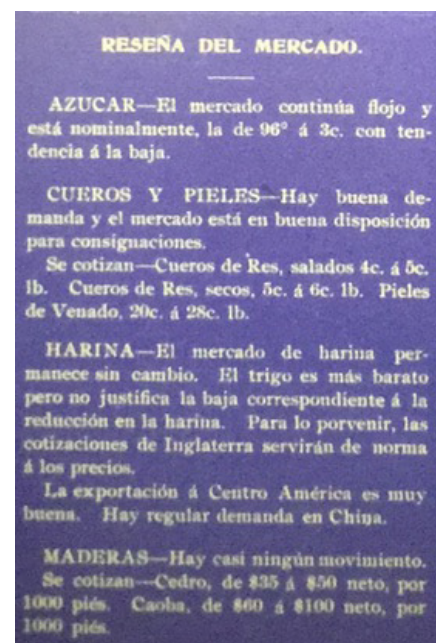 RESEÑA DEL MERCADO.
AZUCAR—El mercado continúa flojo y
está nominalmente, la de 96° á 3c. con ten-
dencia á la baja.
CUEROS Y PIELES—Hay buena de-
manda y el mercado está en buena disposición
para consignaciones.
Se cotizan—Cueros de Res, salados 4c. á 5c.
lb. Cueros de Res, secos, 5c. á 6c. lb. Pieles
de Venado, 20c. á 28c. lb.
HARINA—El mercado de harina per-
manece sin cambio. El trigo es más barato
pero no justifica la baja correspondiente á la
reducción en la harina. Para lo porvenir, las
cotizaciones de Inglaterra servirán de norma
á los precios.
La exportación á Centro América es muy
buena. Hay regular demanda en China.
MADERAS—Hay casi ningún movimiento.
Se cotizan—Cedro, de $35 á $50 neto, por
1000 piés. Caoba, de $60 á $100 neto, por
1000 piés.